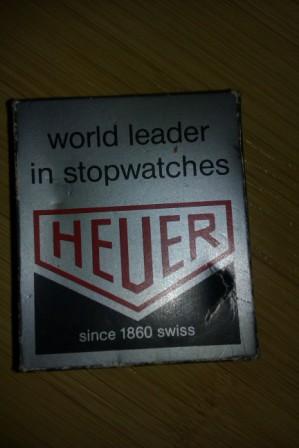 world leader
in stopwatches
HEUER
since 1860 swiss